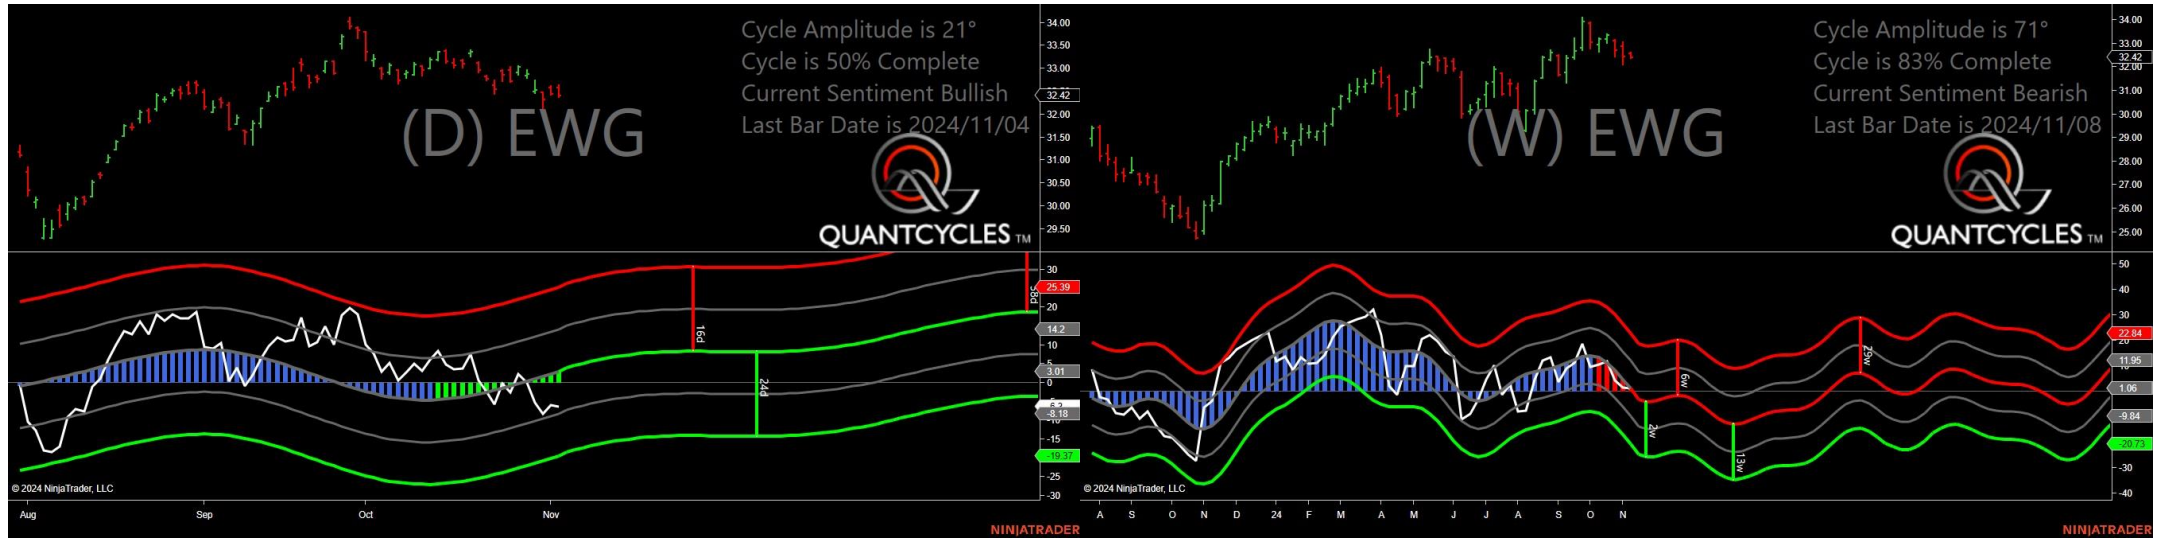 Cycle Amplitude is 21°
Cycle is 50% Complete
Current Sentiment Bullish
Last Bar Date is 2024/11/04
(D) EWG
QUANTCYCLES TM
34.00
33.50
33.00
32.42
32.00
31.50
31.00
30.50
30.00
29.50
30
25.39
20
14.2
10
5
3.01
0
-8.18
-15
-19.37
-25
-30
16d
24d
58d
© 2024 NinjaTrader, LLC
Aug Sep Oct Nov
NINJATRADER
Cycle Amplitude is 71°
Cycle is 83% Complete
Current Sentiment Bearish
Last Bar Date is 2024/11/08
(W) EWG
QUANTCYCLES TM
34.00
33.00
32.42
32.00
31.00
30.00
29.00
28.00
27.00
26.00
25.00
50
40
30
22.84
20
11.95
1.06
-9.84
-20.73
-30
-40
2w
6w
13w
29w
© 2024 NinjaTrader, LLC
A S O N D 24 F M A M J J A S O N
NINJATRADER